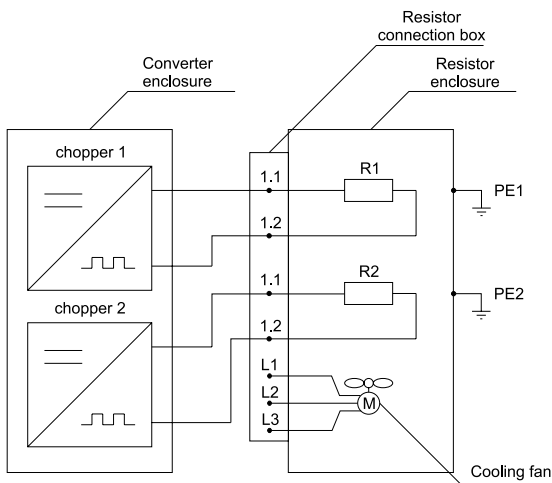 Resistor
connection box
Converter
enclosure
Resistor
enclosure
chopper 1
1.1
R1
PE1
1.2
chopper 2
1.1
R2
PE2
1.2
L1
L2
M
L3
Cooling fan